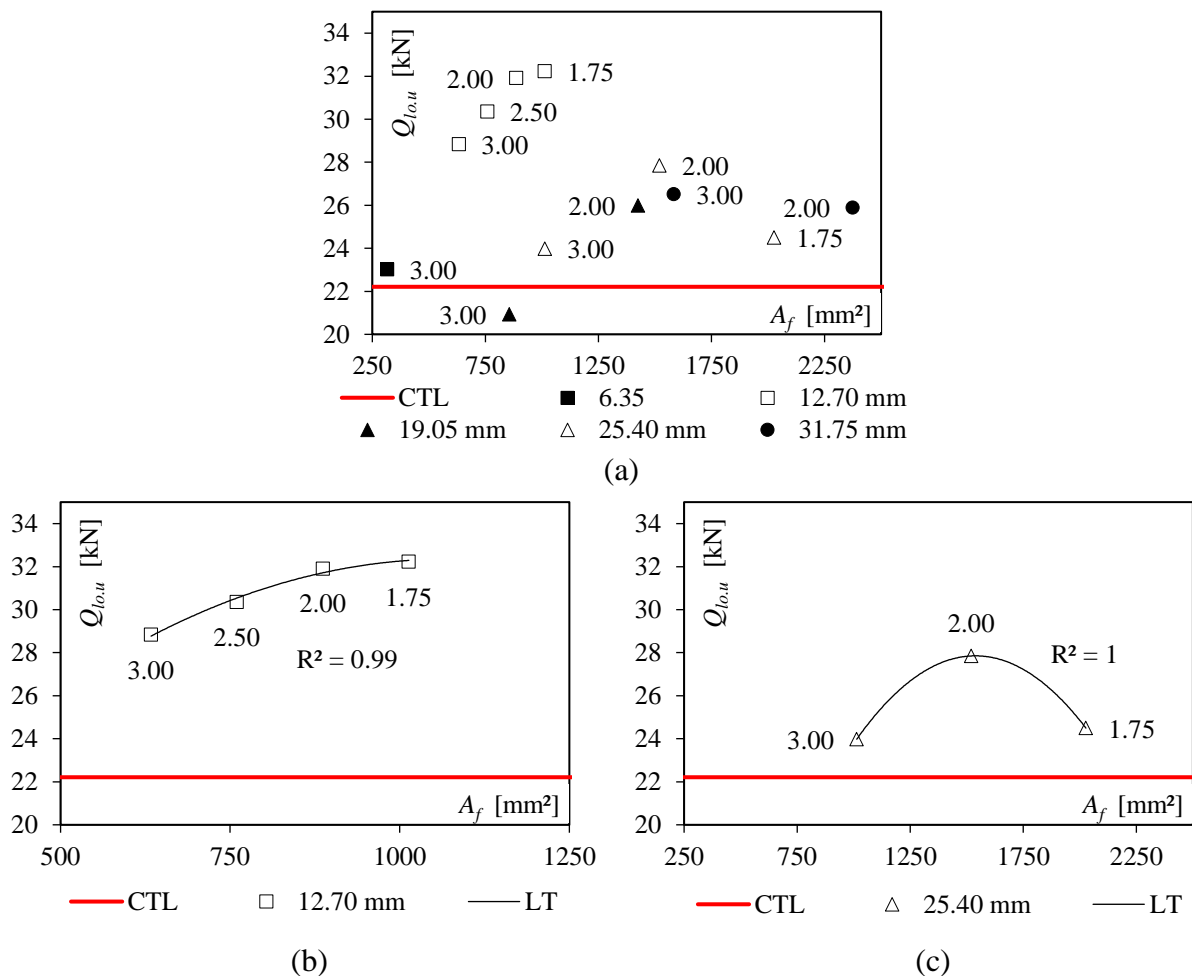 Q_{lo.u} [kN]
34
32
30
28
26
24
22
20
2.00
1.75
2.50
3.00
2.00
2.00
3.00
2.00
3.00
1.75
3.00
3.00
A_f [mm²]
250 750 1250 1750 2250
CTL 6.35 12.70 mm
19.05 mm 25.40 mm 31.75 mm
(a)
Q_{lo.u} [kN]
34
32
30
28
26
24
22
20
3.00
2.50
2.00
1.75
R² = 0.99
A_f [mm²]
500 750 1000 1250
CTL 12.70 mm LT
(b)
Q_{lo.u} [kN]
34
32
30
28
26
24
22
20
2.00
R² = 1
3.00
1.75
A_f [mm²]
250 750 1250 1750 2250
CTL 25.40 mm LT
(c)